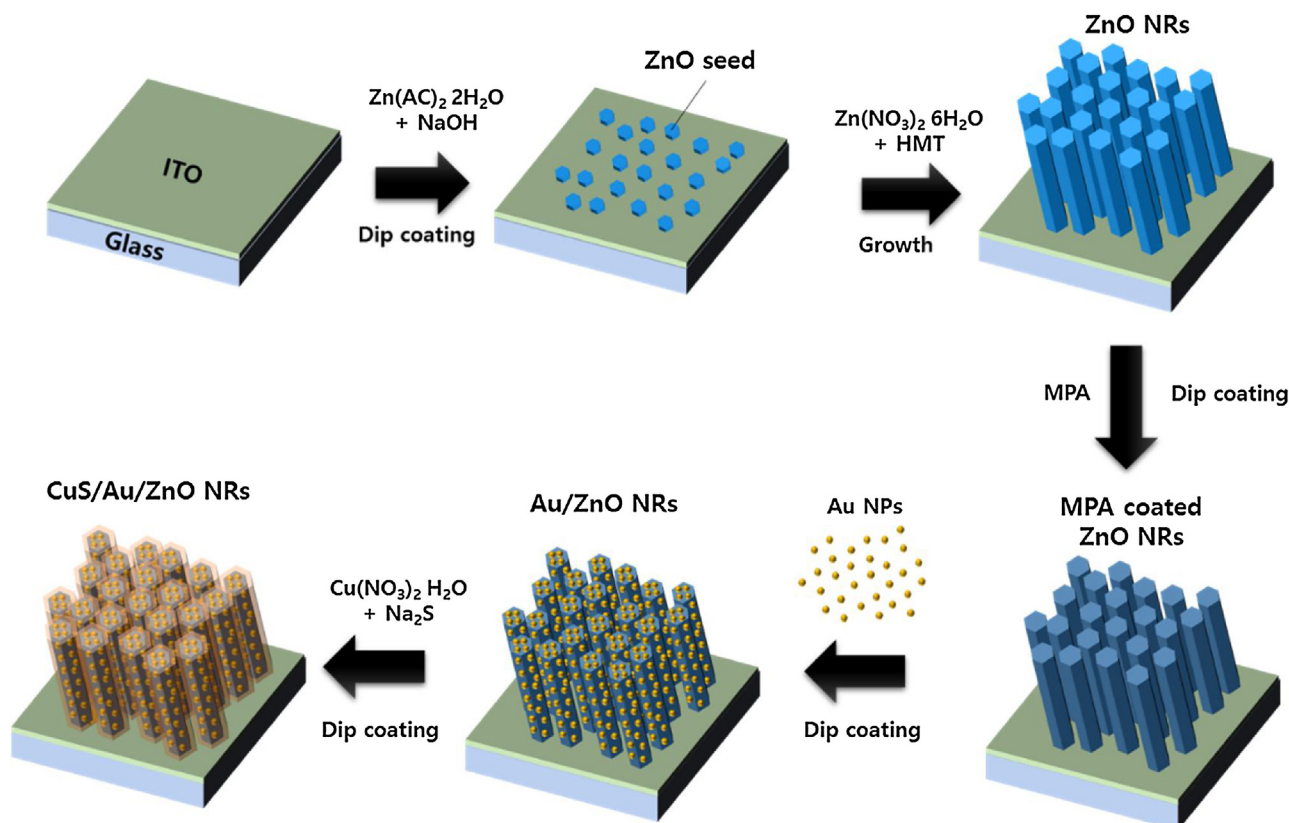 ITO
Glass
Zn(AC)₂ 2H₂O
+ NaOH
Dip coating
ZnO seed
Zn(NO₃)₂ 6H₂O
+ HMT
Growth
ZnO NRs
MPA
Dip coating
MPA coated
ZnO NRs
Au NPs
Dip coating
Au/ZnO NRs
Cu(NO₃)₂ H₂O
+ Na₂S
Dip coating
CuS/Au/ZnO NRs